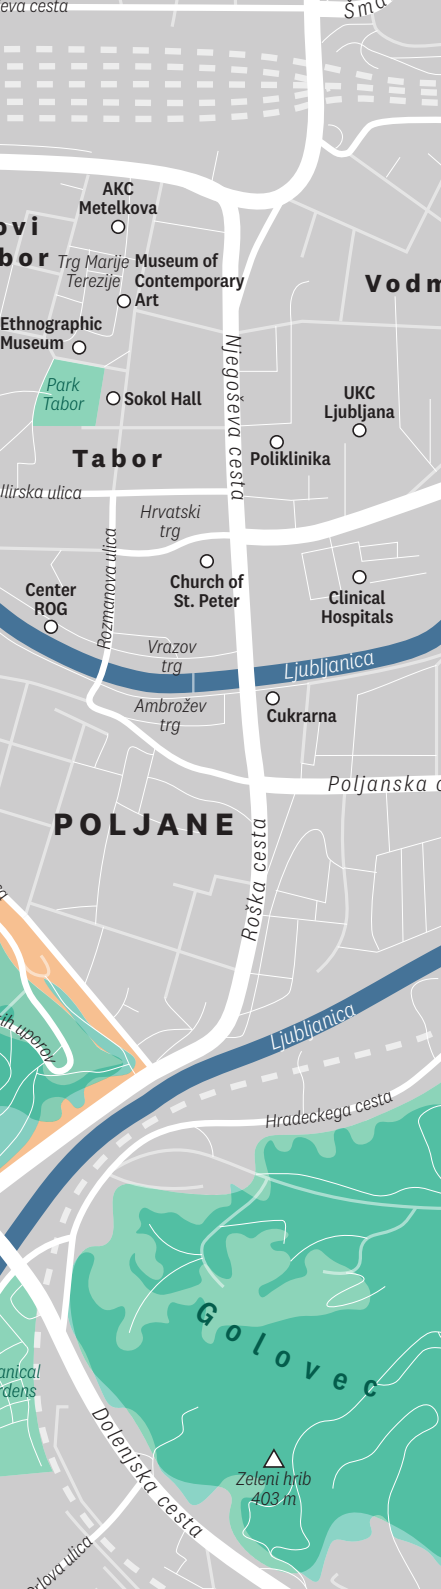 eva cesta
Šma
AKC
Metelkova
ovi
bor
Trg Marije
Terezije
Museum of
Contemporary
Art
Vodm
Ethnographic
Museum
Njegoševa cesta
Park
Tabor
Sokol Hall
UKC
Ljubljana
Poliklinika
Tabor
Ilirska ulica
Hrvatski
trg
Rozmanova ulica
Church of
St. Peter
Center
ROG
Clinical
Hospitals
Vrazov
trg
Ljubljanica
Ambrožev
trg
Cukrarna
Poljanska c
POLJANE
Roška cesta
ih uporov
Ljubljanica
Hradeckega cesta
Golovec
anical
rdens
Dolenjska cesta
Zeleni hrib
403 m
Orlova ulica